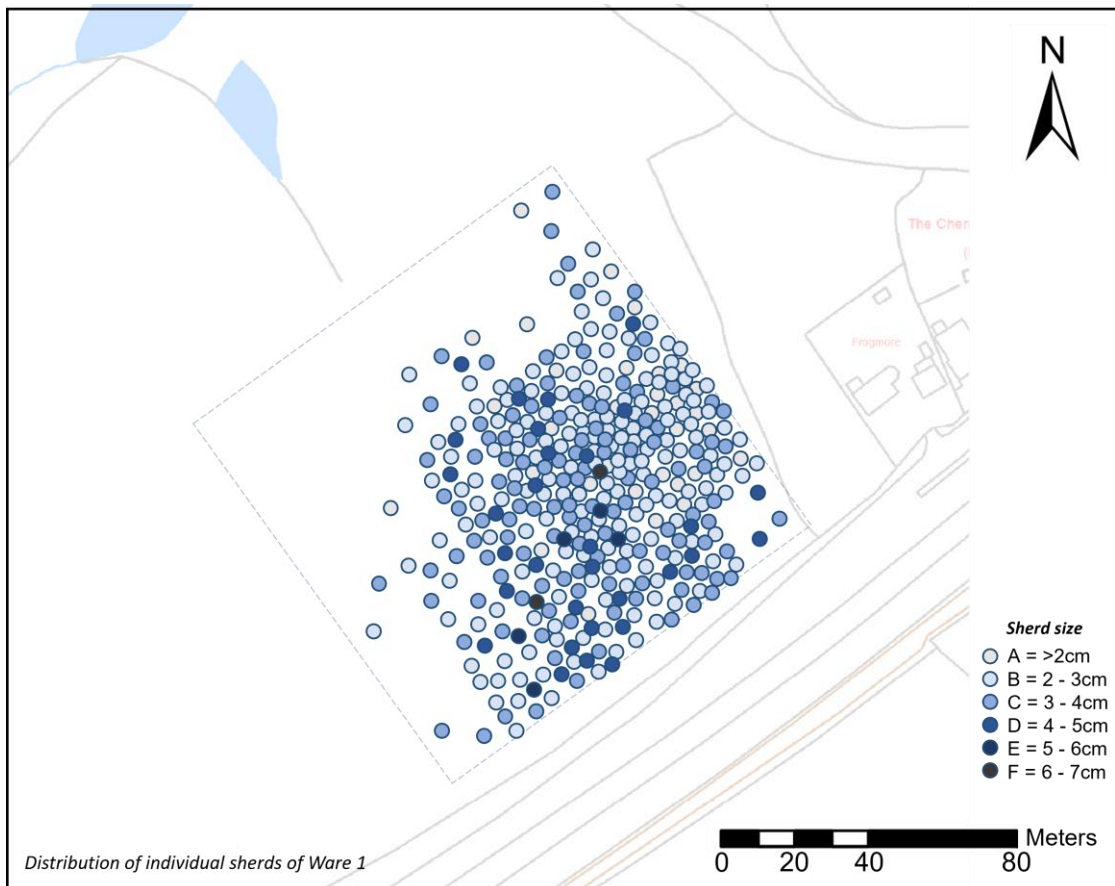 N
The Cher
Frogmore
Sherd size
A = >2cm
B = 2 - 3cm
C = 3 - 4cm
D = 4 - 5cm
E = 5 - 6cm
F = 6 - 7cm
Meters
0 20 40 80
Distribution of individual sherds of Ware 1